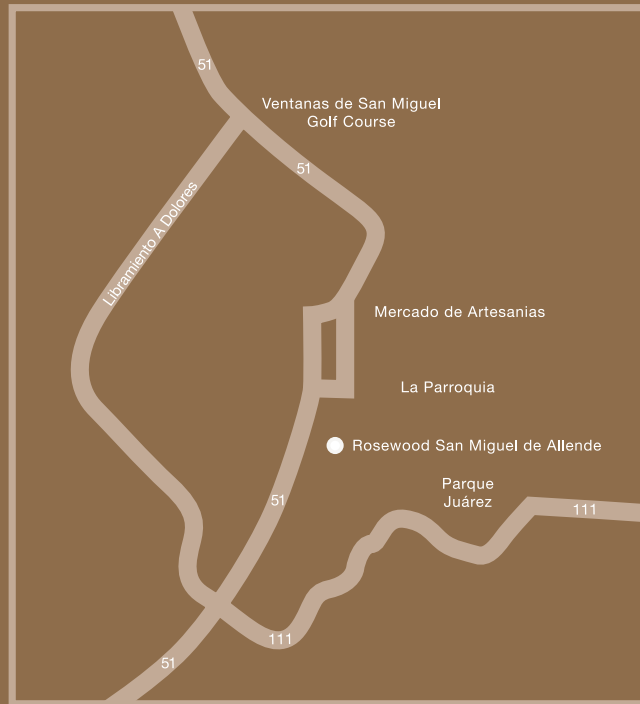 51
Ventanas de San Miguel
Golf Course
51
Libramiento A Dolores
Mercado de Artesanias
La Parroquia
Rosewood San Miguel de Allende
Parque
Juárez
51
111
111
51